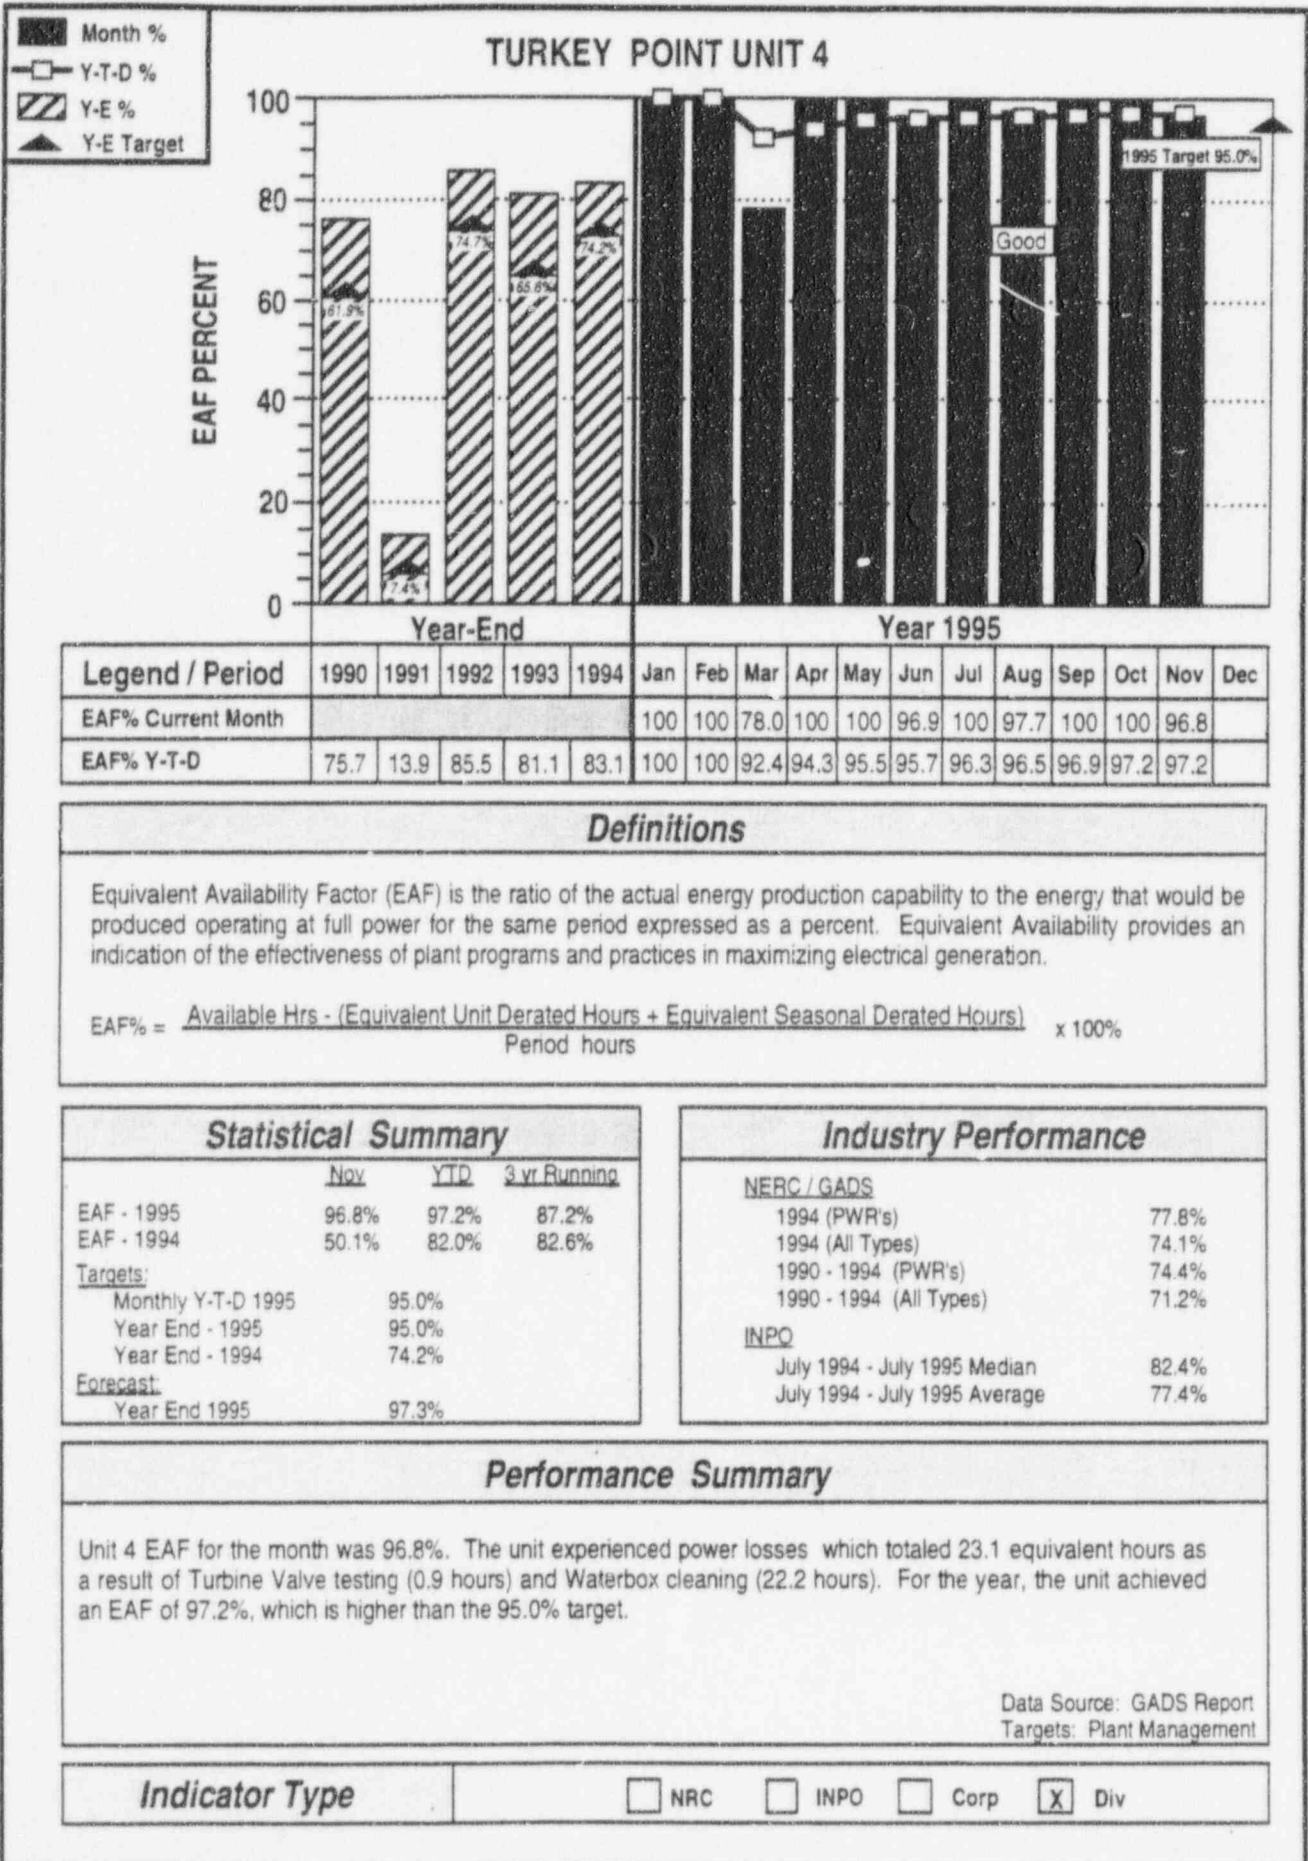 Month %
Y-T-D %
Y-E %
Y-E Target
TURKEY POINT UNIT 4
EAF PERCENT
100
80
60
40
20
0
61.9%
7.4%
74.7%
65.6%
74.2%
1995 Target 95.0%
Good
Year-End Year 1995
Legend / Period 1990 1991 1992 1993 1994 Jan Feb Mar Apr May Jun Jul Aug Sep Oct Nov Dec
EAF% Current Month 100 100 78.0 100 100 96.9 100 97.7 100 100 96.8
EAF% Y-T-D 75.7 13.9 85.5 81.1 83.1 100 100 92.4 94.3 95.5 95.7 96.3 96.5 96.9 97.2 97.2
Definitions
Equivalent Availability Factor (EAF) is the ratio of the actual energy production capability to the energy that would be
produced operating at full power for the same period expressed as a percent. Equivalent Availability provides an
indication of the effectiveness of plant programs and practices in maximizing electrical generation.
EAF% = Available Hrs - (Equivalent Unit Derated Hours + Equivalent Seasonal Derated Hours) x 100%
Period hours
Statistical Summary
Nov YTD 3 yr Running
EAF - 1995 96.8% 97.2% 87.2%
EAF - 1994 50.1% 82.0% 82.6%
Targets:
Monthly Y-T-D 1995 95.0%
Year End - 1995 95.0%
Year End - 1994 74.2%
Forecast:
Year End 1995 97.3%
Industry Performance
NERC / GADS
1994 (PWR's) 77.8%
1994 (All Types) 74.1%
1990 - 1994 (PWR's) 74.4%
1990 - 1994 (All Types) 71.2%
INPO
July 1994 - July 1995 Median 82.4%
July 1994 - July 1995 Average 77.4%
Performance Summary
Unit 4 EAF for the month was 96.8%. The unit experienced power losses which totaled 23.1 equivalent hours as
a result of Turbine Valve testing (0.9 hours) and Waterbox cleaning (22.2 hours). For the year, the unit achieved
an EAF of 97.2%, which is higher than the 95.0% target.
Data Source: GADS Report
Targets: Plant Management
Indicator Type NRC INPO Corp X Div